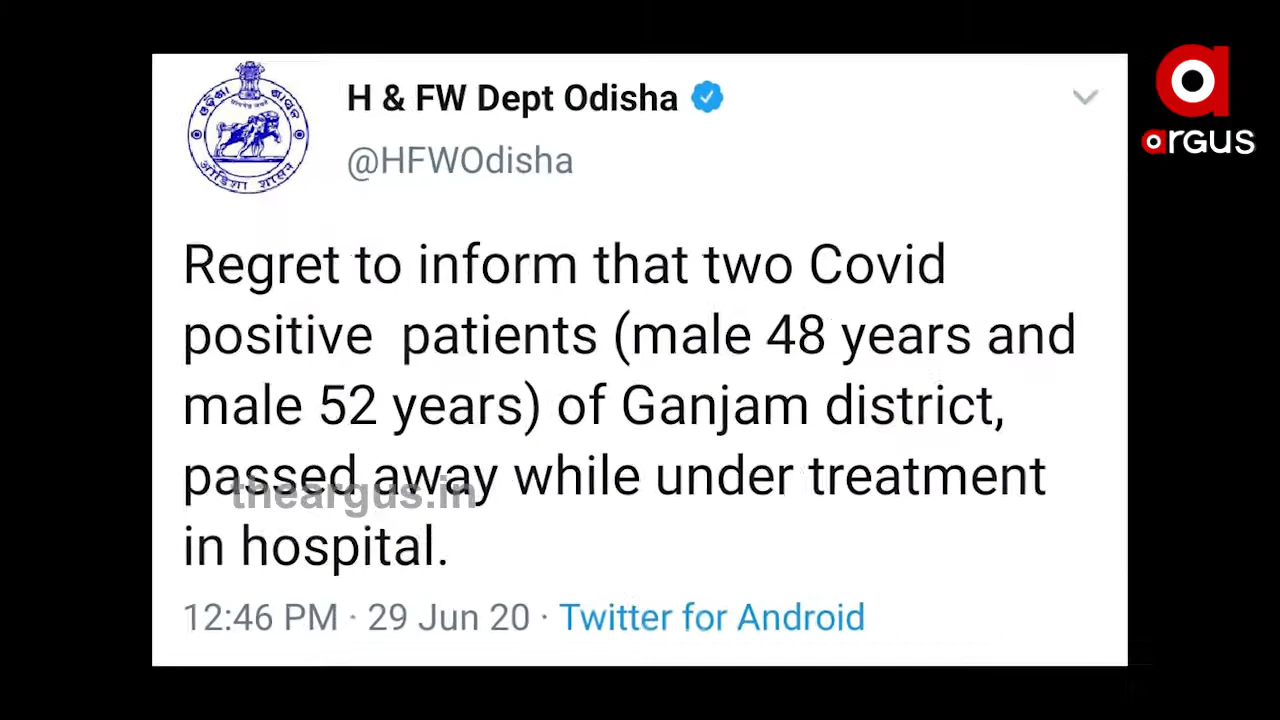 H & FW Dept Odisha
@HFWOdisha
argus
Regret to inform that two Covid
positive patients (male 48 years and
male 52 years) of Ganjam district,
passed away while under treatment
theargus.in
in hospital.
12:46 PM · 29 Jun 20 · Twitter for Android